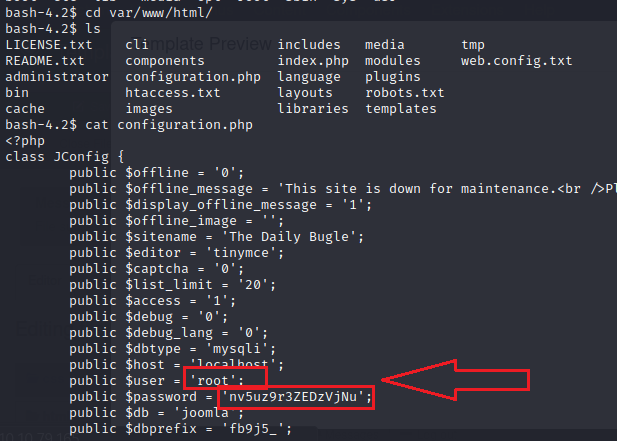 bash-4.2$ cd var/www/html/
bash-4.2$ ls
LICENSE.txt    cli                includes   media      tmp
README.txt     components         index.php  modules    web.config.txt
administrator  configuration.php  language   plugins
bin            htaccess.txt       layouts    robots.txt
cache          images             libraries  templates
bash-4.2$ cat configuration.php
<?php
class JConfig {
        public $offline = '0';
        public $offline_message = 'This site is down for maintenance.<br />Pl
        public $display_offline_message = '1';
        public $offline_image = '';
        public $sitename = 'The Daily Bugle';
        public $editor = 'tinymce';
        public $captcha = '0';
        public $list_limit = '20';
        public $access = '1';
        public $debug = '0';
        public $debug_lang = '0';
        public $dbtype = 'mysqli';
        public $host = 'localhost';
        public $user = 'root';
        public $password = 'nv5uz9r3ZEDzVjNu';
        public $db = 'joomla';
        public $dbprefix = 'fb9j5_';